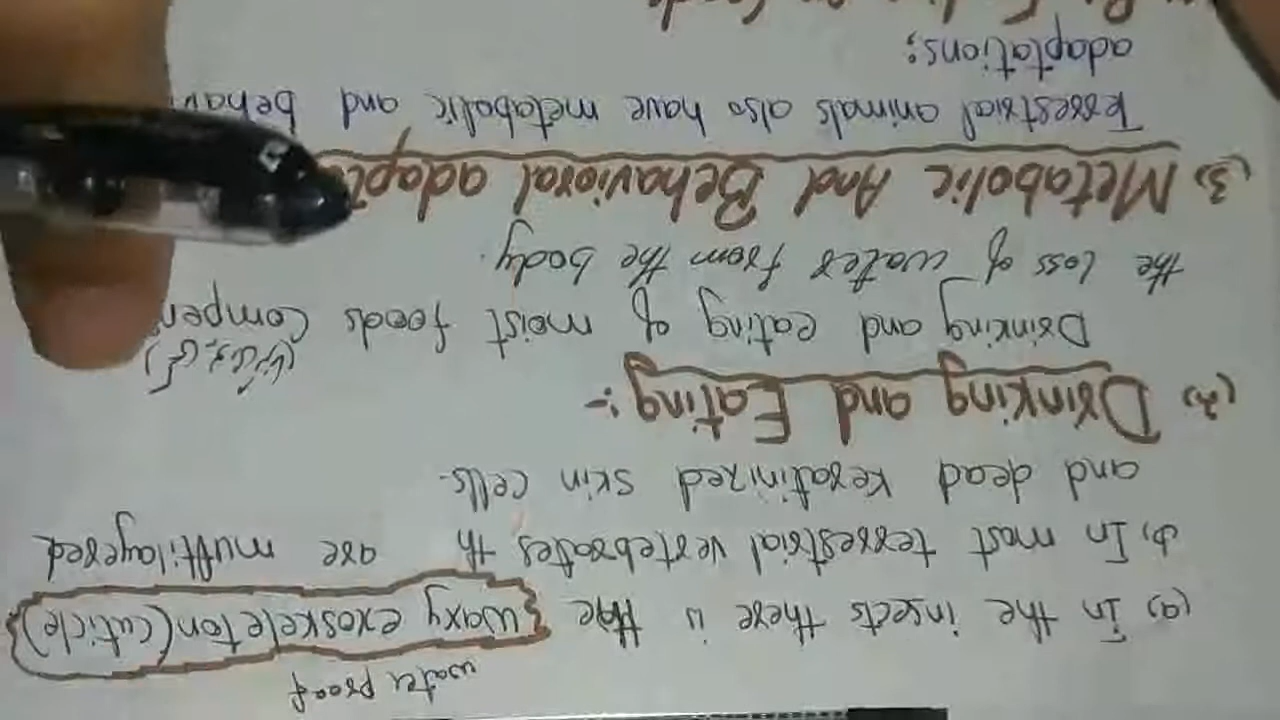 water proof
(a) In the insects there is the waxy exoskeleton (cuticle)
b, In most terrestrial vertebrates, th are multilayered
and dead keratinized skin cells.
(2) Drinking and Eating:-
Drinking and eating of moist foods Compen
the loss of water from the body.
(3) Metabolic And Behavioral adapt
Terrestrial animals also have metabolic and behav
adaptations;